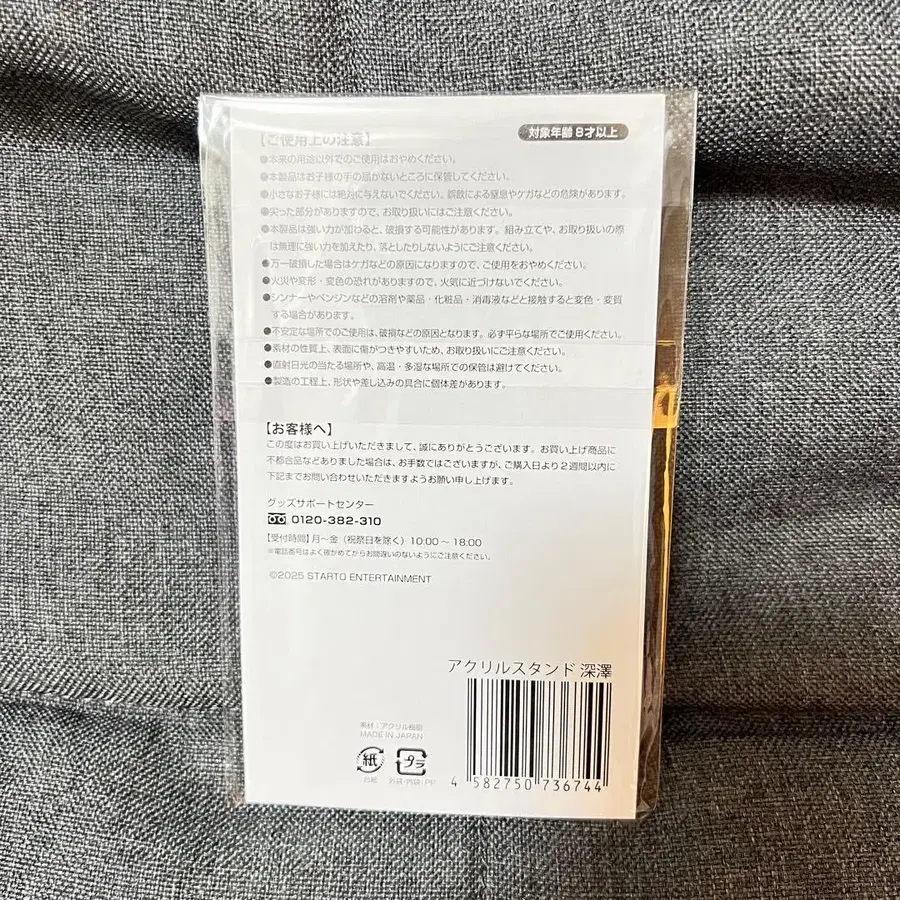 【ご使用上の注意】
対象年齢 8才以上
●本来の用途以外でのご使用はおやめください。
●本製品はお子様の手の届かないところに保管してください。
●小さなお子様には絶対に与えないでください。誤飲による窒息やケガなどの危険があります。
●尖った部分がありますので、お取り扱いにはご注意ください。
●本製品は強い力が加わると、破損する可能性があります。組み立てや、お取り扱いの際
は無理に強い力を加えたり、落としたりしないようにご注意ください。
●万一破損した場合はケガなどの原因になりますので、ご使用をおやめください。
●火災や変形・変色の恐れがありますので、火気に近づけないでください。
●シンナーやベンジンなどの溶剤や薬品・化粧品・消毒液などと接触すると変色・変質
する場合があります。
●不安定な場所でのご使用は、破損などの原因となります。必ず平らな場所でご使用ください。
●素材の性質上、表面に傷がつきやすいため、お取り扱いにご注意ください。
●直射日光の当たる場所や、高温・多湿な場所での保管は避けてください。
●製造の工程上、形状や差し込みの具合に個体差があります。
【お客様へ】
この度はお買い上げいただきまして、誠にありがとうございます。お買い上げ商品に
不都合品などありました場合は、お手数ではございますが、ご購入日より2週間以内に
下記までお問い合わせいただきますようお願い申し上げます。
グッズサポートセンター
0120-382-310
【受付時間】月～金（祝祭日を除く）10:00～18:00
※電話番号はよく確かめてからお間違いのないようにご注意ください。
©2025 STARTO ENTERTAINMENT
アクリルスタンド 深澤
素材：アクリル樹脂
MADE IN JAPAN
紙 プラ
台紙 外袋・内袋：PP
4 582750 736744